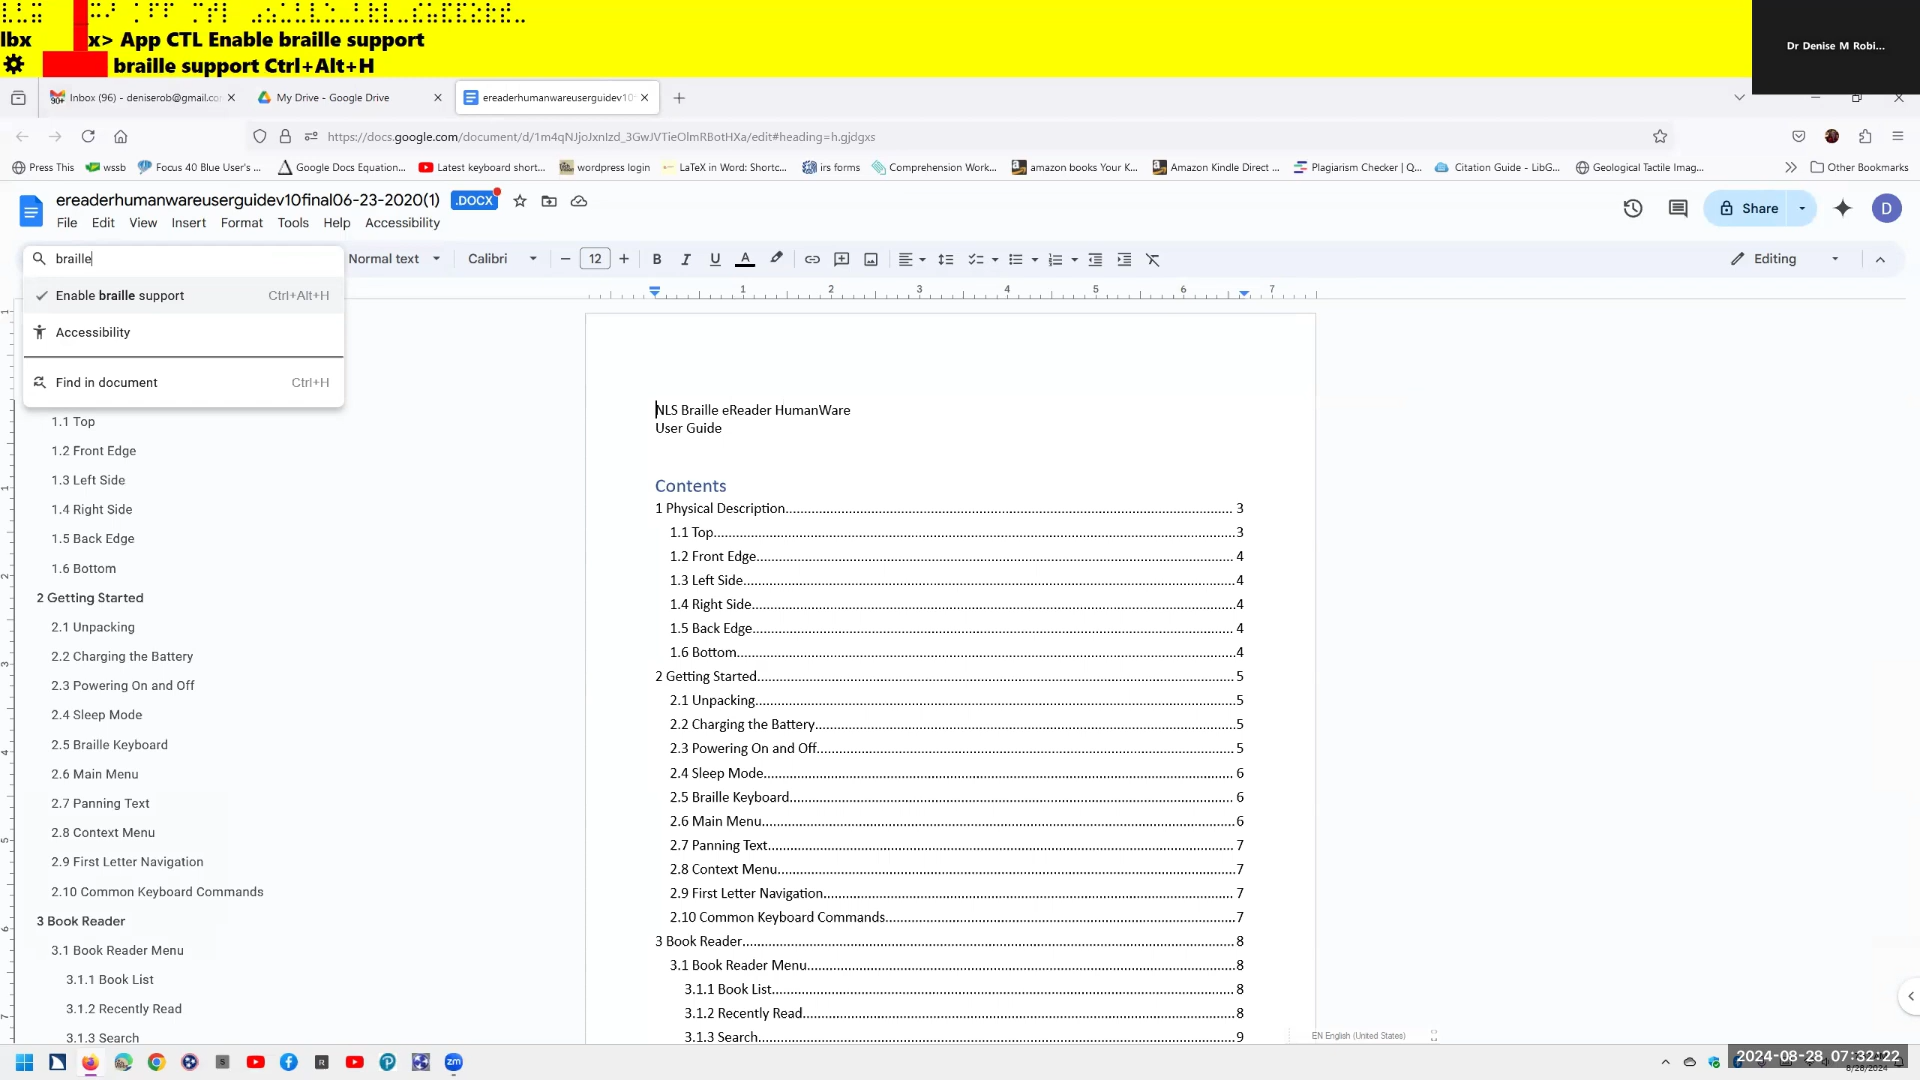 lbx x> App CTL Enable braille support
braille support Ctrl+Alt+H
Dr Denise M Robi...
Inbox (96) - deniserob@gmail.co
My Drive - Google Drive
ereaderhumanwareuserguidev10
https://docs.google.com/document/d/1m4qNJjoJxnIzd_3GwJVTieOlmRBotHXa/edit#heading=h.gjdgxs
Press This
wssb
Focus 40 Blue User's ...
Google Docs Equation...
Latest keyboard short...
wordpress login
LaTeX in Word: Shortc...
irs forms
Comprehension Work...
amazon books Your K...
Amazon Kindle Direct ...
Plagiarism Checker | Q...
Citation Guide - LibG...
Geological Tactile Imag...
Other Bookmarks
ereaderhumanwareuserguidev10final06-23-2020(1) .DOCX
File Edit View Insert Format Tools Help Accessibility
Share
D
braille
Normal text
Calibri
12
B I U A
Editing
Enable braille support Ctrl+Alt+H
Accessibility
Find in document Ctrl+H
1.1 Top
1.2 Front Edge
1.3 Left Side
1.4 Right Side
1.5 Back Edge
1.6 Bottom
2 Getting Started
2.1 Unpacking
2.2 Charging the Battery
2.3 Powering On and Off
2.4 Sleep Mode
2.5 Braille Keyboard
2.6 Main Menu
2.7 Panning Text
2.8 Context Menu
2.9 First Letter Navigation
2.10 Common Keyboard Commands
3 Book Reader
3.1 Book Reader Menu
3.1.1 Book List
3.1.2 Recently Read
3.1.3 Search
1 2 3 4 5 6 7
NLS Braille eReader HumanWare
User Guide
Contents
1 Physical Description 3
1.1 Top 3
1.2 Front Edge 4
1.3 Left Side 4
1.4 Right Side 4
1.5 Back Edge 4
1.6 Bottom 4
2 Getting Started 5
2.1 Unpacking 5
2.2 Charging the Battery 5
2.3 Powering On and Off 5
2.4 Sleep Mode 6
2.5 Braille Keyboard 6
2.6 Main Menu 6
2.7 Panning Text 7
2.8 Context Menu 7
2.9 First Letter Navigation 7
2.10 Common Keyboard Commands 7
3 Book Reader 8
3.1 Book Reader Menu 8
3.1.1 Book List 8
3.1.2 Recently Read 8
3.1.3 Search 9
EN English (United States)
2024-08-28 07:32:22
8/28/2024